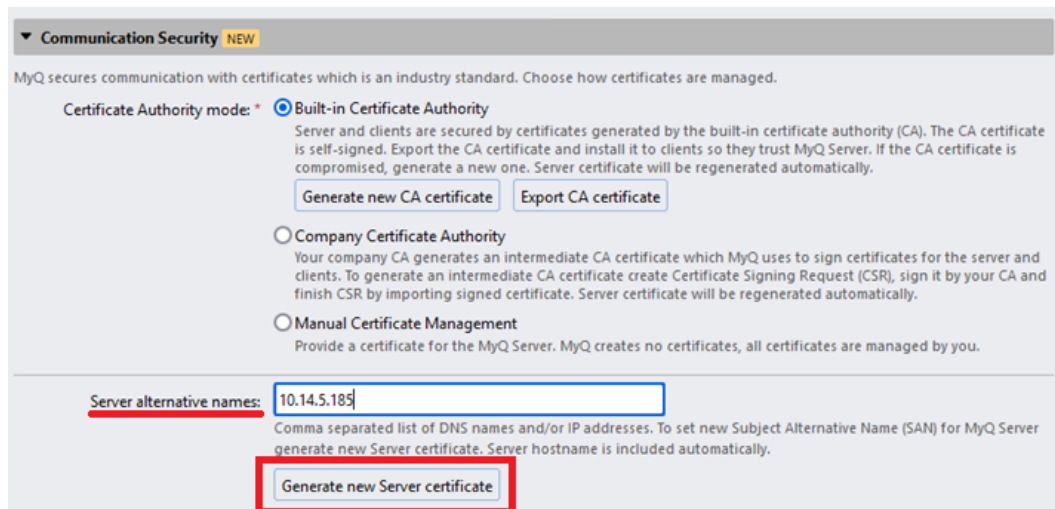 Communication Security NEW
MyQ secures communication with certificates which is an industry standard. Choose how certificates are managed.
Certificate Authority mode: * Built-in Certificate Authority
Server and clients are secured by certificates generated by the built-in certificate authority (CA). The CA certificate
is self-signed. Export the CA certificate and install it to clients so they trust MyQ Server. If the CA certificate is
compromised, generate a new one. Server certificate will be regenerated automatically.
Generate new CA certificate Export CA certificate
Company Certificate Authority
Your company CA generates an intermediate CA certificate which MyQ uses to sign certificates for the server and
clients. To generate an intermediate CA certificate create Certificate Signing Request (CSR), sign it by your CA and
finish CSR by importing signed certificate. Server certificate will be regenerated automatically.
Manual Certificate Management
Provide a certificate for the MyQ Server. MyQ creates no certificates, all certificates are managed by you.
Server alternative names: 10.14.5.185
Comma separated list of DNS names and/or IP addresses. To set new Subject Alternative Name (SAN) for MyQ Server
generate new Server certificate. Server hostname is included automatically.
Generate new Server certificate